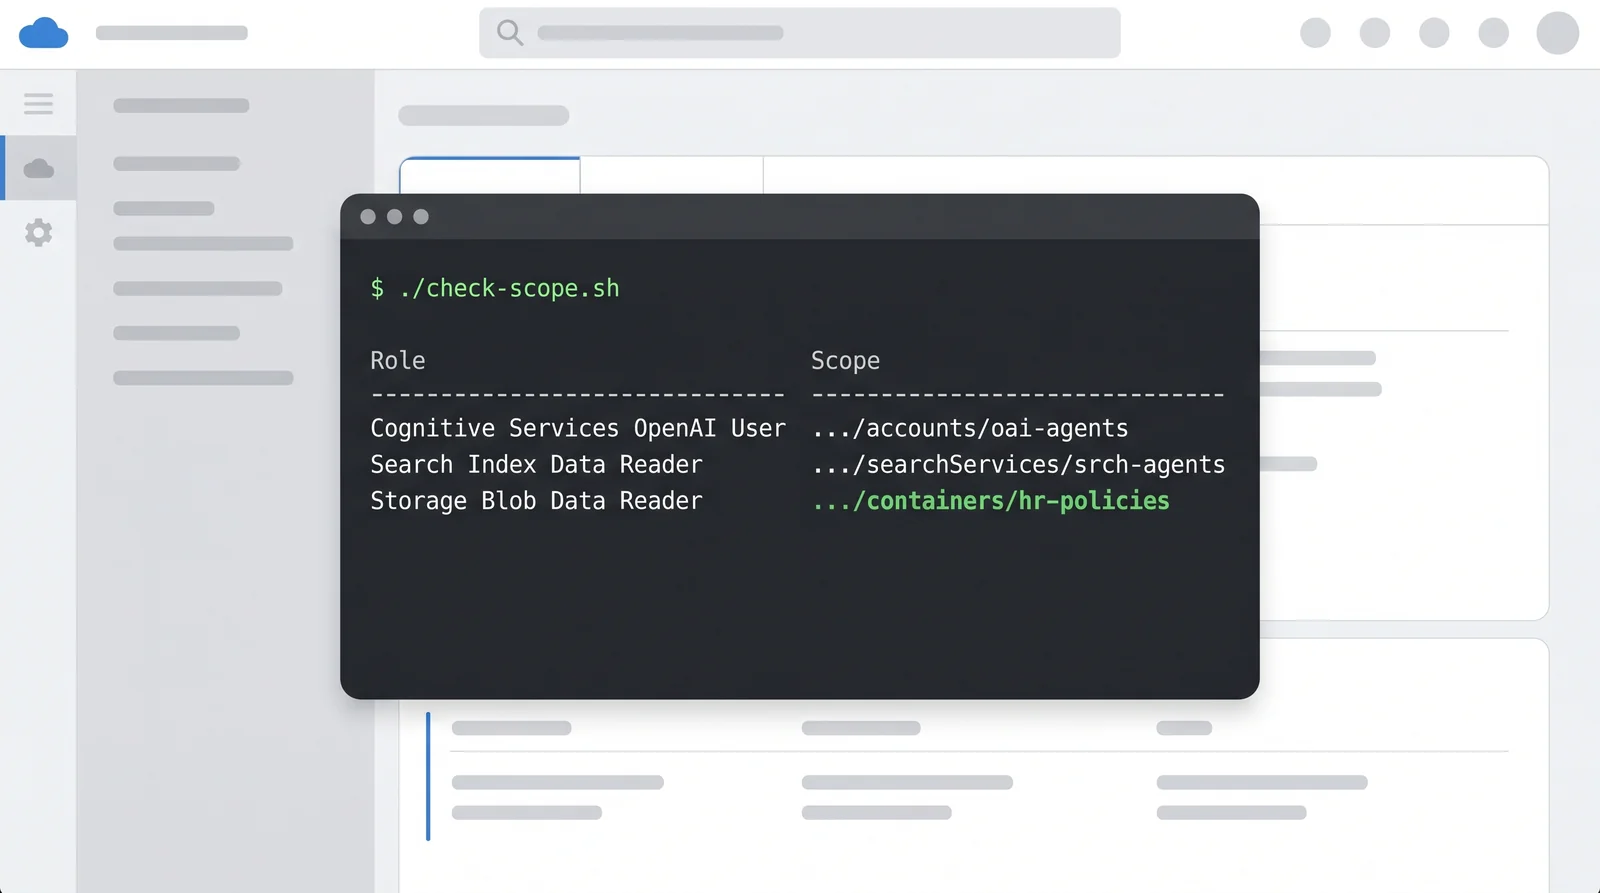 $ ./check-scope.sh
Role Scope
------------------------------ ------------------------------
Cognitive Services OpenAI User .../accounts/oai-agents
Search Index Data Reader .../searchServices/srch-agents
Storage Blob Data Reader .../containers/hr-policies